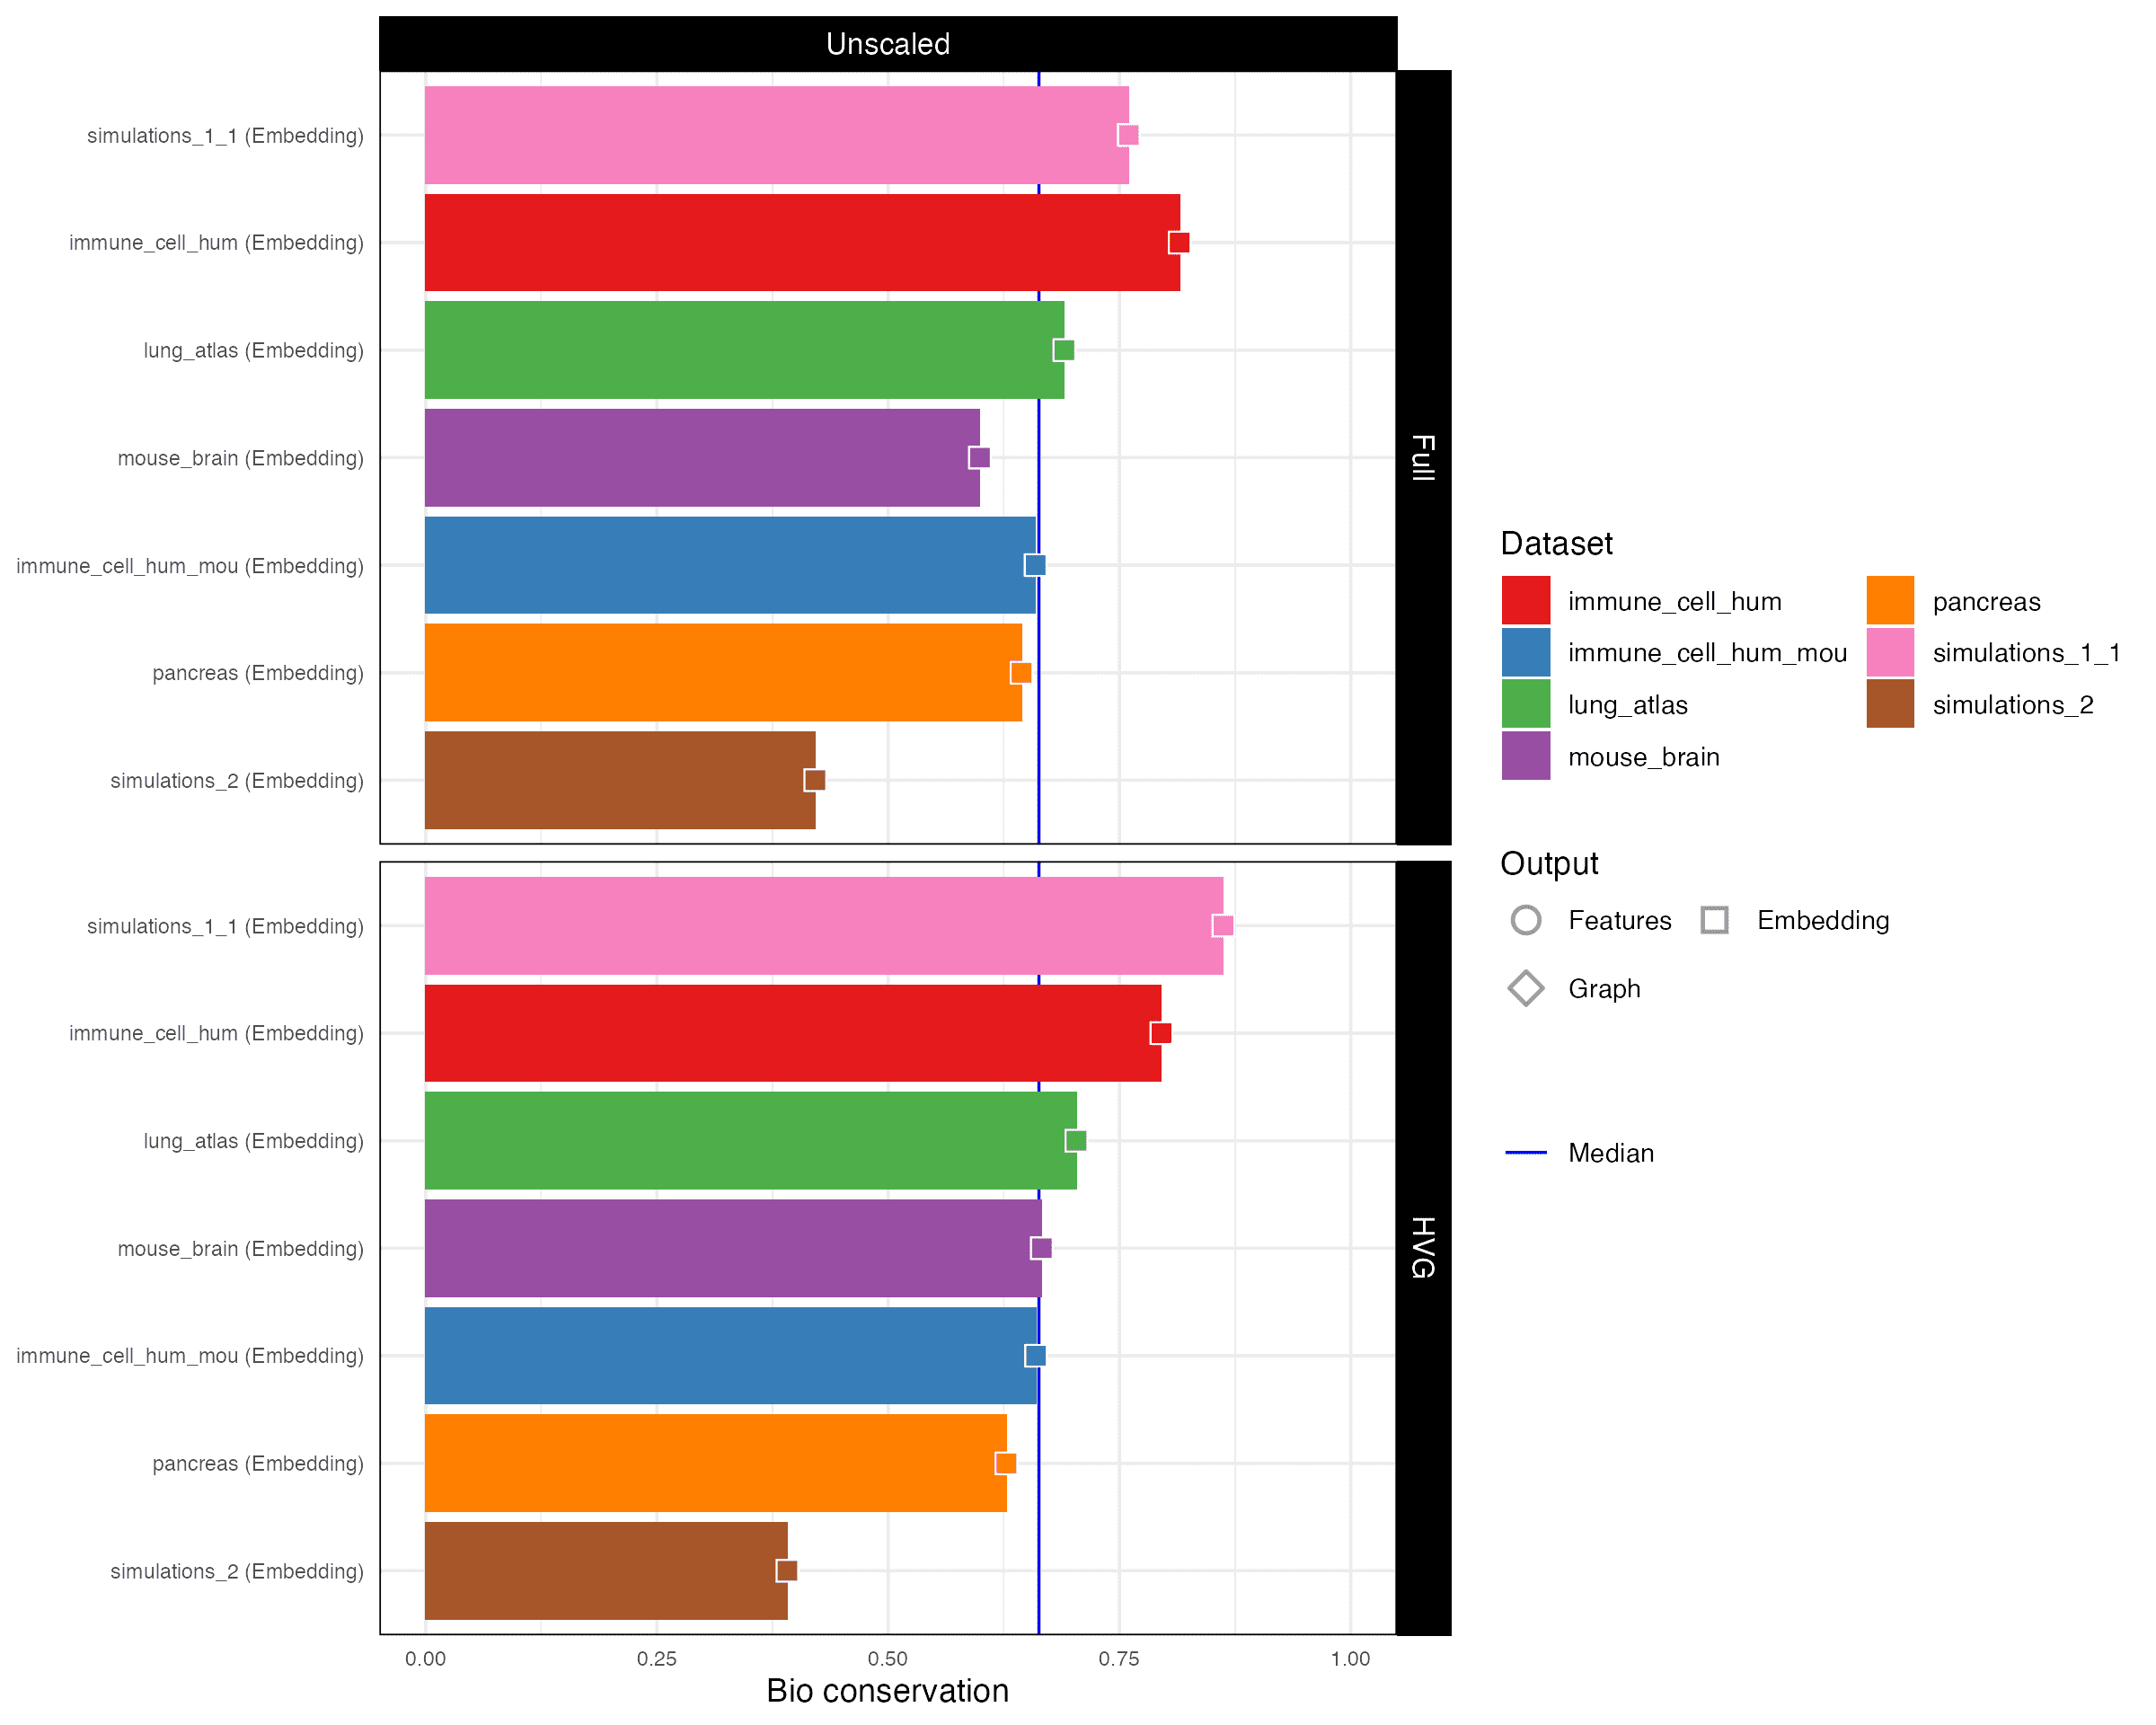 Unscaled
simulations_1_1 (Embedding)
immune_cell_hum (Embedding)
lung_atlas (Embedding)
mouse_brain (Embedding)
immune_cell_hum_mou (Embedding)
pancreas (Embedding)
simulations_2 (Embedding)
Full
simulations_1_1 (Embedding)
immune_cell_hum (Embedding)
lung_atlas (Embedding)
mouse_brain (Embedding)
immune_cell_hum_mou (Embedding)
pancreas (Embedding)
simulations_2 (Embedding)
HVG
0.00 0.25 0.50 0.75 1.00
Bio conservation
Dataset
immune_cell_hum pancreas
immune_cell_hum_mou simulations_1_1
lung_atlas simulations_2
mouse_brain
Output
Features Embedding
Graph
Median